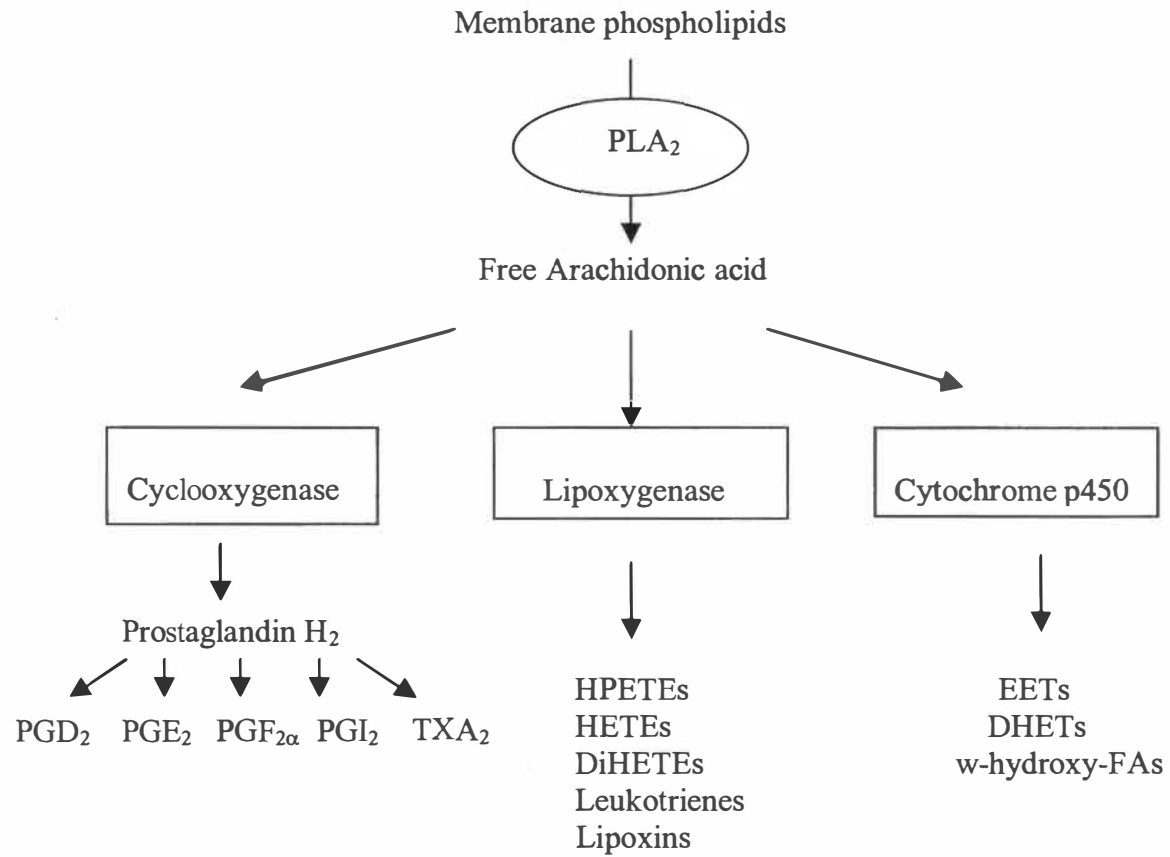 Membrane phospholipids
PLA₂
Free Arachidonic acid
Cyclooxygenase
Lipoxygenase
Cytochrome p450
Prostaglandin H₂
PGD₂ PGE₂ PGF₂α PGI₂ TXA₂
HPETEs
HETEs
DiHETEs
Leukotrienes
Lipoxins
EETs
DHETs
w-hydroxy-FAs